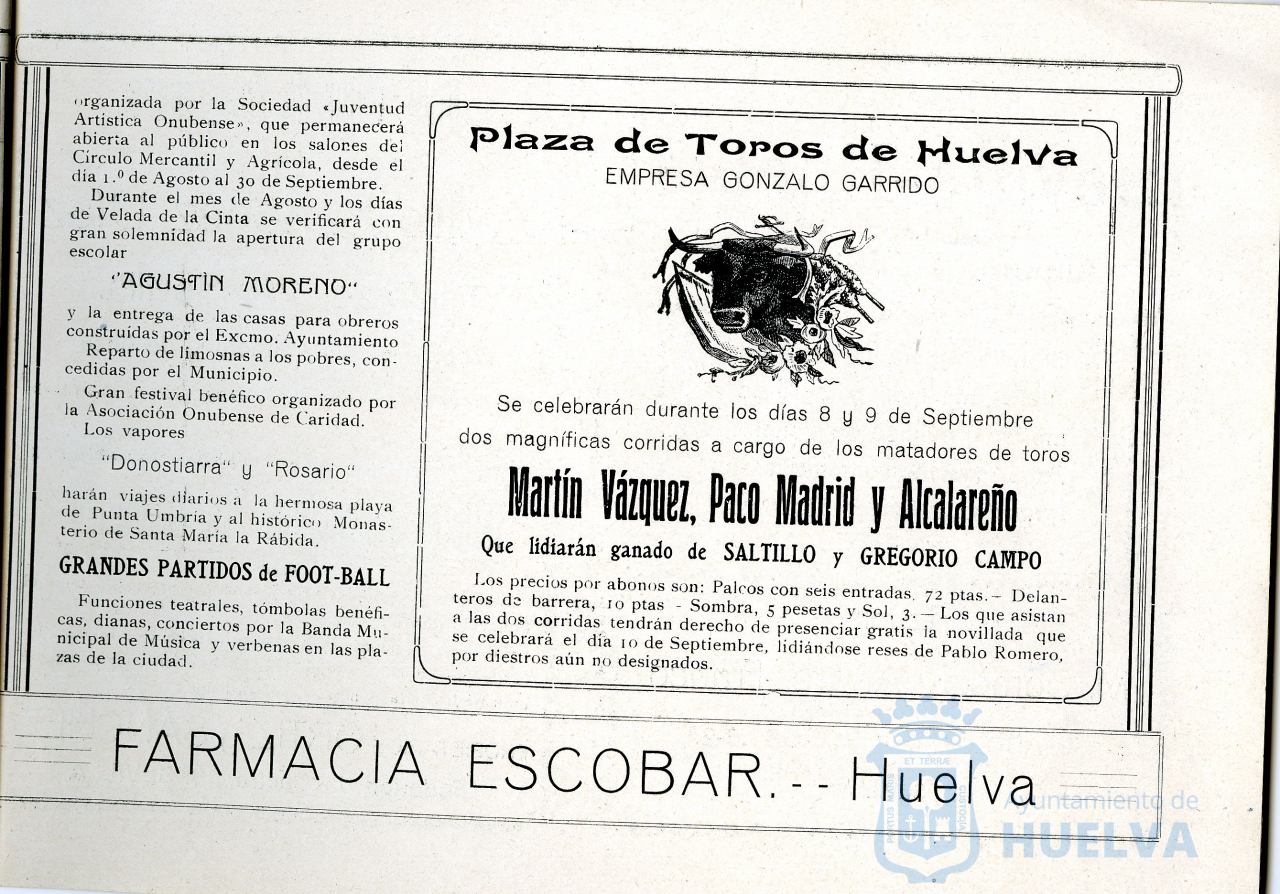 organizada por la Sociedad «Juventud
Artística Onubense», que permanecerá
abierta al público en los salones del
Círculo Mercantil y Agrícola, desde el
día 1.º de Agosto al 30 de Septiembre.
Durante el mes de Agosto y los días
de Velada de la Cinta se verificará con
gran solemnidad la apertura del grupo
escolar
"AGUSTÌN MORENO"
y la entrega de las casas para obreros
construídas por el Excmo. Ayuntamiento
Reparto de limosnas a los pobres, con-
cedidas por el Municipio.
Gran festival benéfico organizado por
la Asociación Onubense de Caridad.
Los vapores
"Donostiarra" y "Rosario"
harán viajes diarios a la hermosa playa
de Punta Umbría y al histórico Monas-
terio de Santa María la Rábida.
GRANDES PARTIDOS de FOOT-BALL
Funciones teatrales, tómbolas benéfi-
cas, dianas, conciertos por la Banda Mu-
nicipal de Música y verbenas en las pla-
zas de la ciudad.
Plaza de Toros de Huelva
EMPRESA GONZALO GARRIDO
Se celebrarán durante los días 8 y 9 de Septiembre
dos magníficas corridas a cargo de los matadores de toros
Martín Vázquez, Paco Madrid y Alcalareño
Que lidiarán ganado de SALTILLO y GREGORIO CAMPO
Los precios por abonos son: Palcos con seis entradas, 72 ptas.— Delan-
teros de barrera, 10 ptas - Sombra, 5 pesetas y Sol, 3.— Los que asistan
a las dos corridas tendrán derecho de presenciar gratis la novillada que
se celebrará el día 10 de Septiembre, lidiándose reses de Pablo Romero,
por diestros aún no designados.
FARMACIA ESCOBAR.-- Huelva
ET TERRÆ
PORTUS MARIS
CUSTODIA
Ayuntamiento de
HUELVA